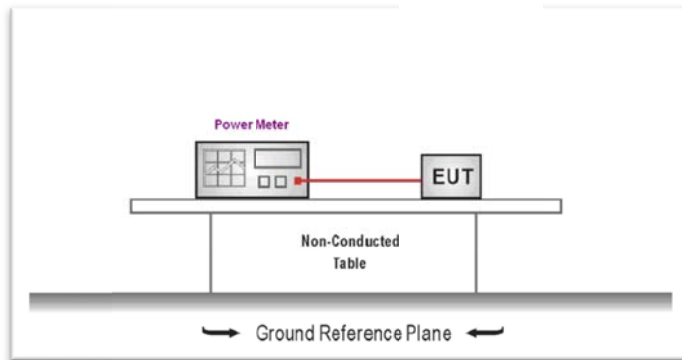 Power Meter
EUT
Non-Conducted
Table
Ground Reference Plane